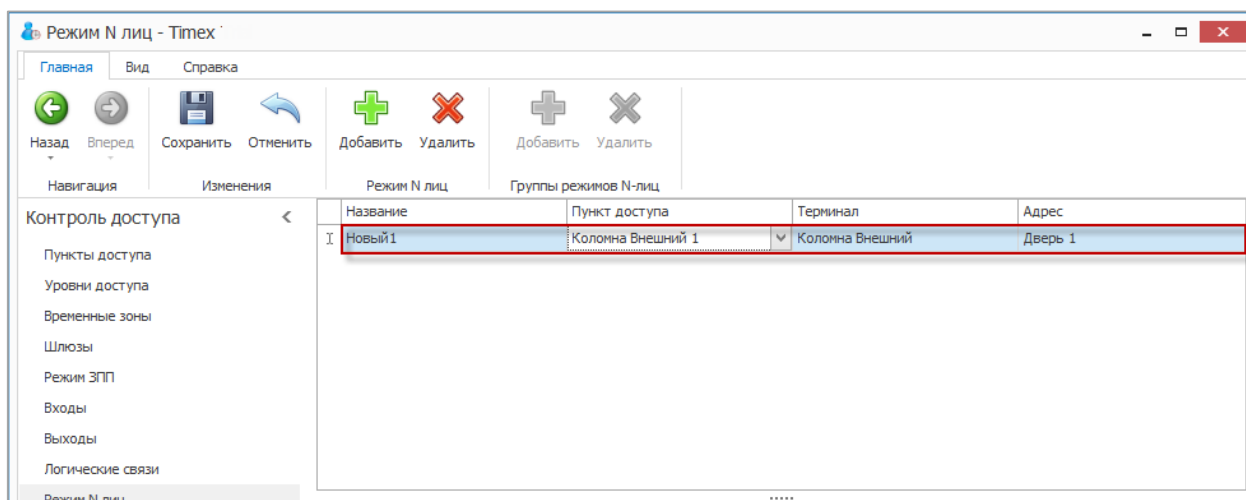 Режим N лиц - Timex
Главная Вид Справка
Назад Вперед Сохранить Отменить Добавить Удалить Добавить Удалить
Навигация Изменения Режим N лиц Группы режимов N-лиц
Контроль доступа
Название Пункт доступа Терминал Адрес
Новый1 Коломна Внешний 1 Коломна Внешний Дверь 1
Пункты доступа
Уровни доступа
Временные зоны
Шлюзы
Режим ЗПП
Входы
Выходы
Логические связи
Режим N лиц